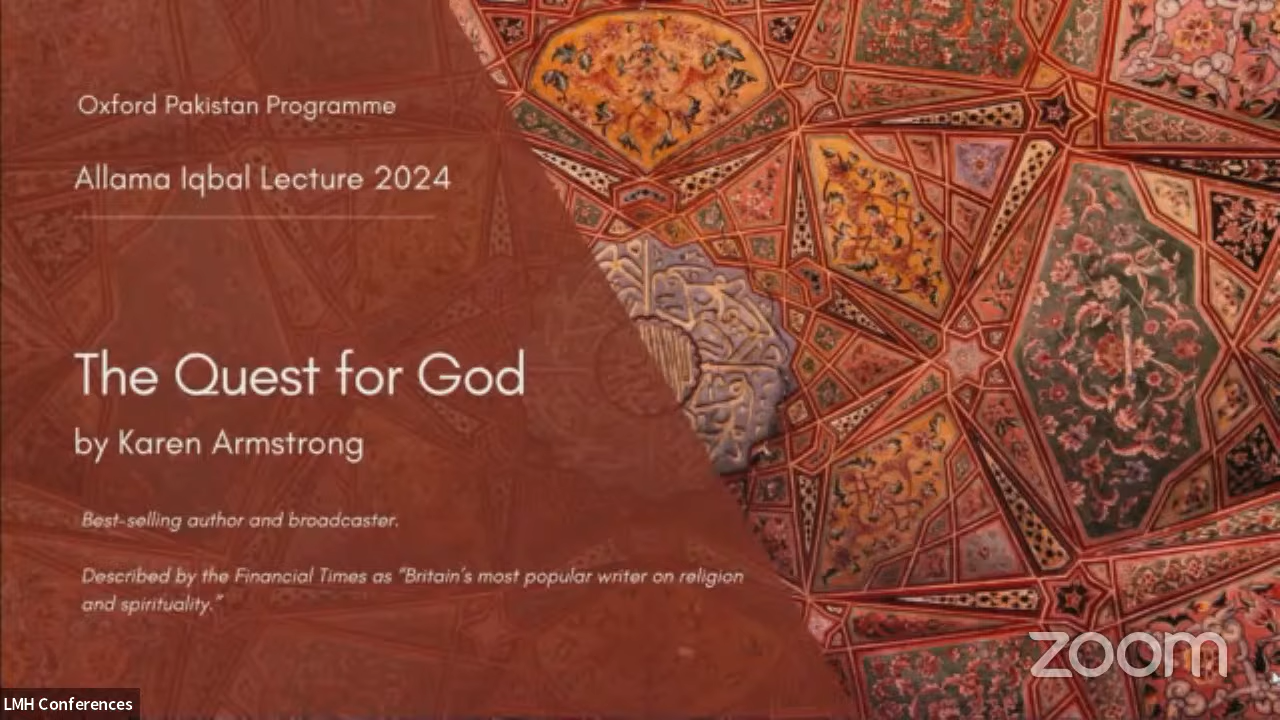 Oxford Pakistan Programme
Allama Iqbal Lecture 2024
The Quest for God
by Karen Armstrong
Best-selling author and broadcaster.
Described by the Financial Times as “Britain’s most popular writer on religion
and spirituality.”
zoom
LMH Conferences